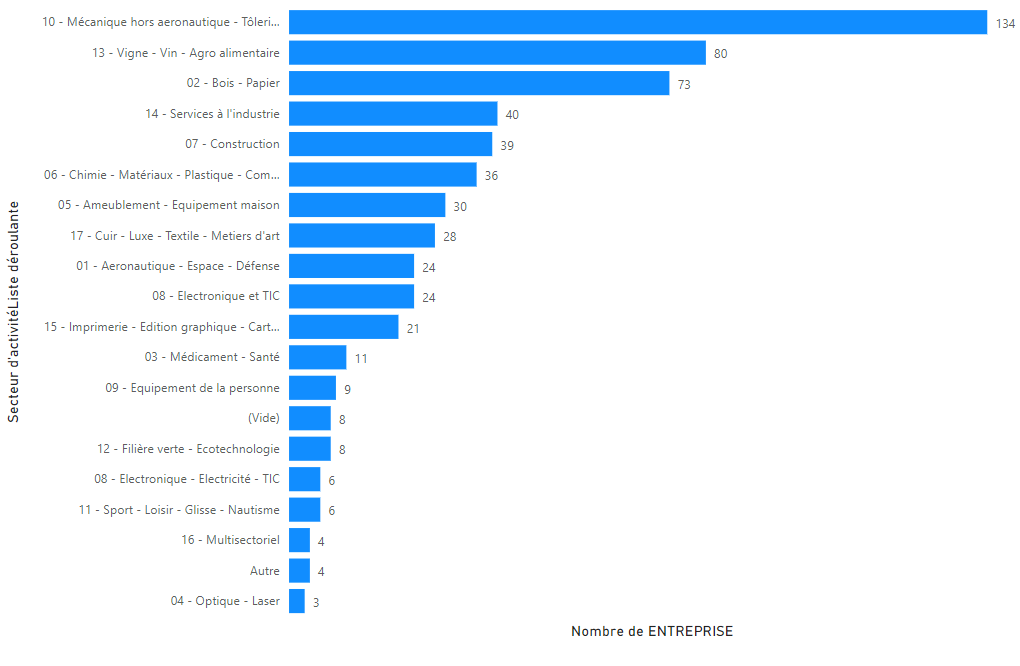 10 - Mécanique hors aeronautique - Tôleri... 134
13 - Vigne - Vin - Agro alimentaire 80
02 - Bois - Papier 73
14 - Services à l'industrie 40
07 - Construction 39
06 - Chimie - Matériaux - Plastique - Com... 36
05 - Ameublement - Equipement maison 30
17 - Cuir - Luxe - Textile - Metiers d'art 28
01 - Aeronautique - Espace - Défense 24
08 - Electronique et TIC 24
15 - Imprimerie - Edition graphique - Cart... 21
03 - Médicament - Santé 11
09 - Equipement de la personne 9
(Vide) 8
12 - Filière verte - Ecotechnologie 8
08 - Electronique - Electricité - TIC 6
11 - Sport - Loisir - Glisse - Nautisme 6
16 - Multisectoriel 4
Autre 4
04 - Optique - Laser 3
Secteur d'activitéListe déroulante
Nombre de ENTREPRISE